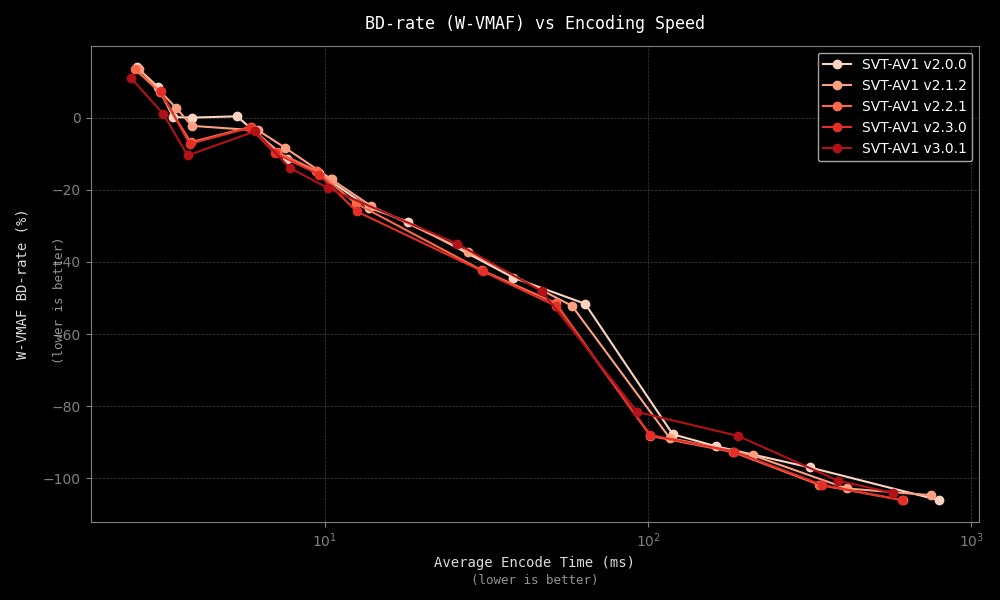 BD-rate (W-VMAF) vs Encoding Speed
SVT-AV1 v2.0.0
SVT-AV1 v2.1.2
SVT-AV1 v2.2.1
SVT-AV1 v2.3.0
SVT-AV1 v3.0.1
W-VMAF BD-rate (%)
(lower is better)
0
−20
−40
−60
−80
−100
10¹
10²
10³
Average Encode Time (ms)
(lower is better)